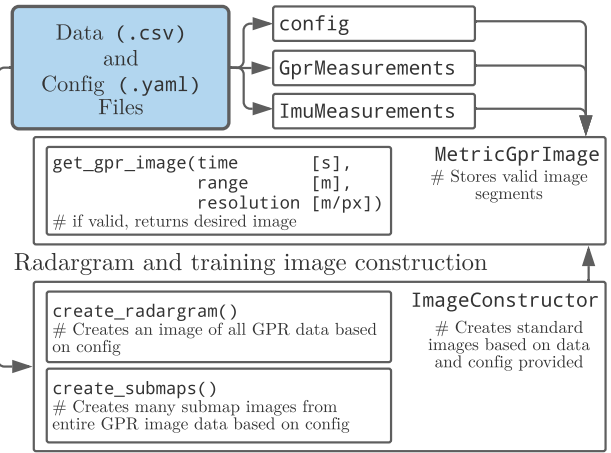 Data (.csv)
and
Config (.yaml)
Files
config
GprMeasurements
ImuMeasurements
get_gpr_image(time [s],
range [m],
resolution [m/px])
# if valid, returns desired image
MetricGprImage
# Stores valid image
segments
Radargram and training image construction
create_radargram()
# Creates an image of all GPR data based
on config
create_submaps()
# Creates many submap images from
entire GPR image data based on config
ImageConstructor
# Creates standard
images based on data
and config provided